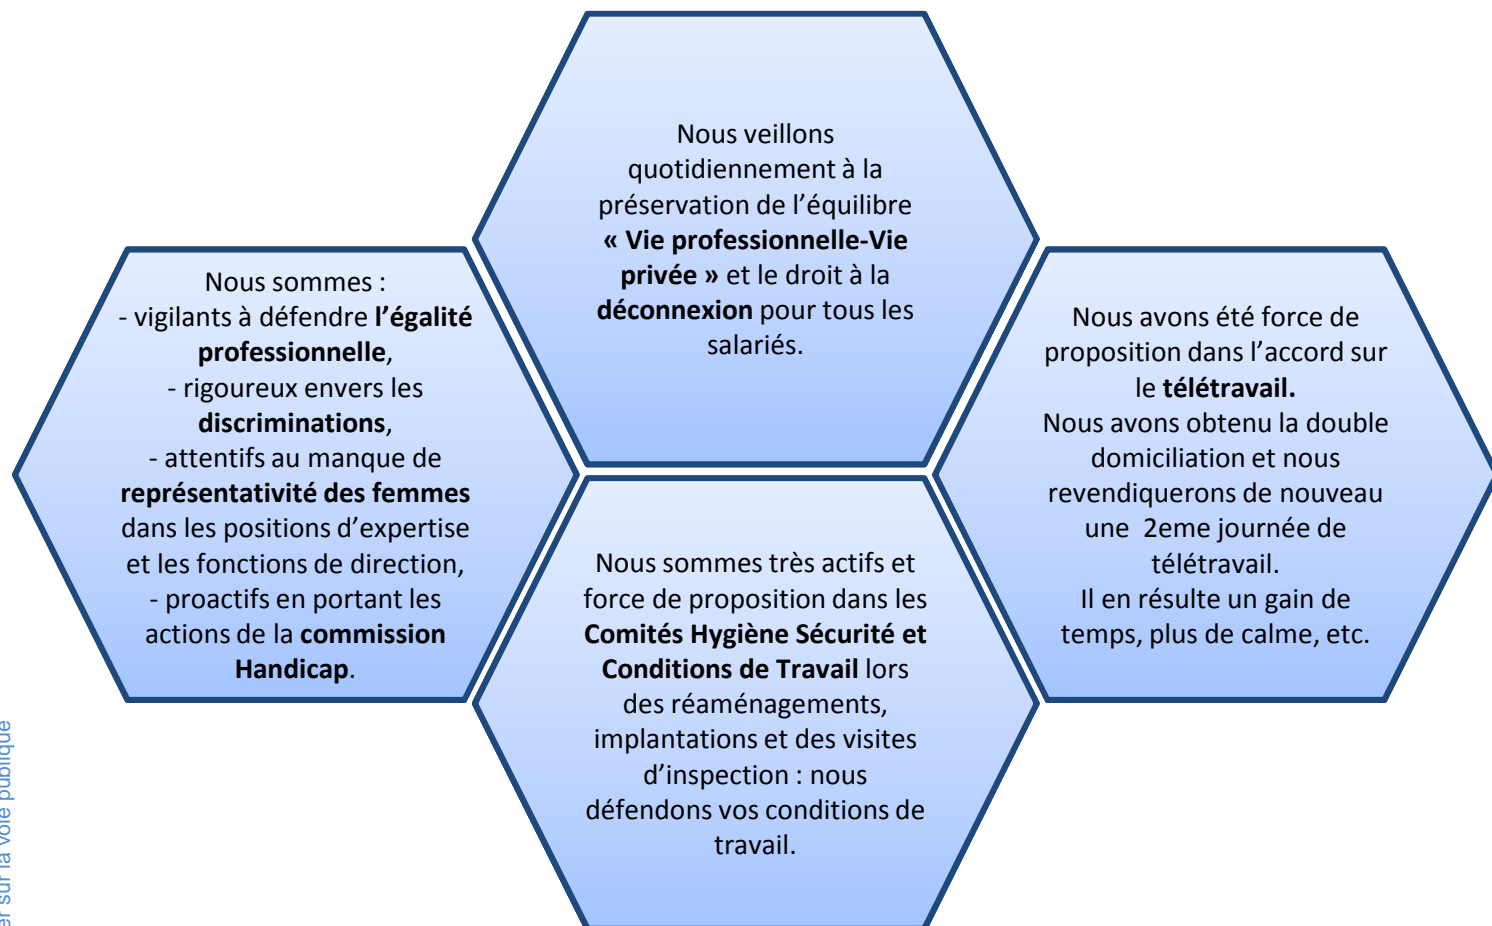 Nous veillons
quotidiennement à la
préservation de l’équilibre
« Vie professionnelle-Vie
privée » et le droit à la
déconnexion pour tous les
salariés.
Nous sommes :
- vigilants à défendre l’égalité
professionnelle,
- rigoureux envers les
discriminations,
- attentifs au manque de
représentativité des femmes
dans les positions d’expertise
et les fonctions de direction,
- proactifs en portant les
actions de la commission
Handicap.
Nous avons été force de
proposition dans l’accord sur
le télétravail.
Nous avons obtenu la double
domiciliation et nous
revendiquerons de nouveau
une  2eme journée de
télétravail.
Il en résulte un gain de
temps, plus de calme, etc.
Nous sommes très actifs et
force de proposition dans les
Comités Hygiène Sécurité et
Conditions de Travail lors
des réaménagements,
implantations et des visites
d’inspection : nous
défendons vos conditions de
travail.
sur la voie publique